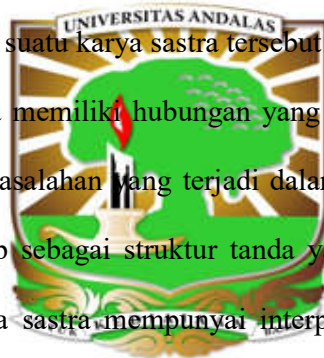 UNIVERSITAS ANDALAS
suatu karya sastra tersebut
memiliki hubungan yang
asalahan yang terjadi dalam
sebagai struktur tanda y
sastra mempunyai interp